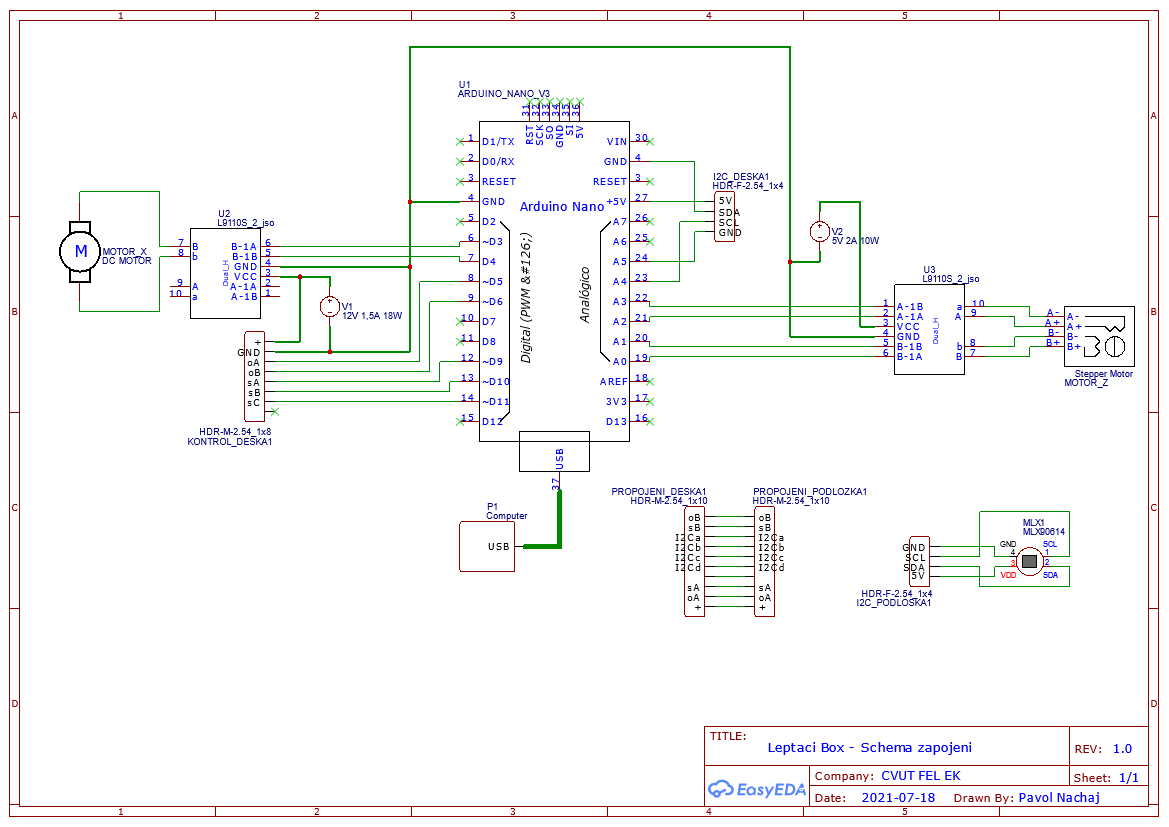 1 2 3 4 5
A A
B B
C C
D D
U1
ARDUINO_NANO_V3
31 32 33 34 35 36
RST SCK SO GND SI 5V
1 D1/TX
2 D0/RX
3 RESET
4 GND
5 D2
6 ~D3
7 D4
8 ~D5
9 ~D6
10 D7
11 D8
12 ~D9
13 ~D10
14 ~D11
15 D12
Arduino Nano
Digital (PWM &#126;)
Analógico
VIN 30
GND 4
RESET 3
+5V 27
A7 26
A6 25
A5 24
A4 23
A3 22
A2 21
A1 20
A0 19
AREF 18
3V3 17
D13 16
USB
37
P1
Computer
USB
M
MOTOR_X
DC MOTOR
U2
L9110S_2_jso
7 B
8 b
9 A
10 a
Dual_H
B-1A 6
B-1B 5
GND 4
VCC 3
A-1A 2
A-1B 1
V1
12V 1,5A 18W
+
GND
oA
oB
sA
sB
sC
HDR-M-2.54_1x8
KONTROL_DESKA1
I2C_DESKA1
HDR-F-2.54_1x4
5V
SDA
SCL
GND
V2
5V 2A 10W
U3
L9110S_2_jso
1 A-1B
2 A-1A
3 VCC
4 GND
5 B-1B
6 B-1A
Dual_H
a 10
A 9
b 8
B 7
A- A-
A+ A+
B- B-
B+ B+
Stepper Motor
MOTOR_Z
PROPOJENI_DESKA1
HDR-M-2.54_1x10
oB
sB
I2Ca
I2Cb
I2Cc
I2Cd
sA
oA
+
PROPOJENI_PODLOZKA1
HDR-M-2.54_1x10
oB
sB
I2Ca
I2Cb
I2Cc
I2Cd
sA
oA
+
GND
SCL
SDA
5V
HDR-F-2.54_1x4
I2C_PODLOSKA1
MLX1
MLX90614
GND SCL
4 1
3 2
VDD SDA
TITLE:
Leptaci Box - Schema zapojeni
REV: 1.0
EasyEDA
Company: CVUT FEL EK
Sheet: 1/1
Date: 2021-07-18 Drawn By: Pavol Nachaj
1 2 3 4 5